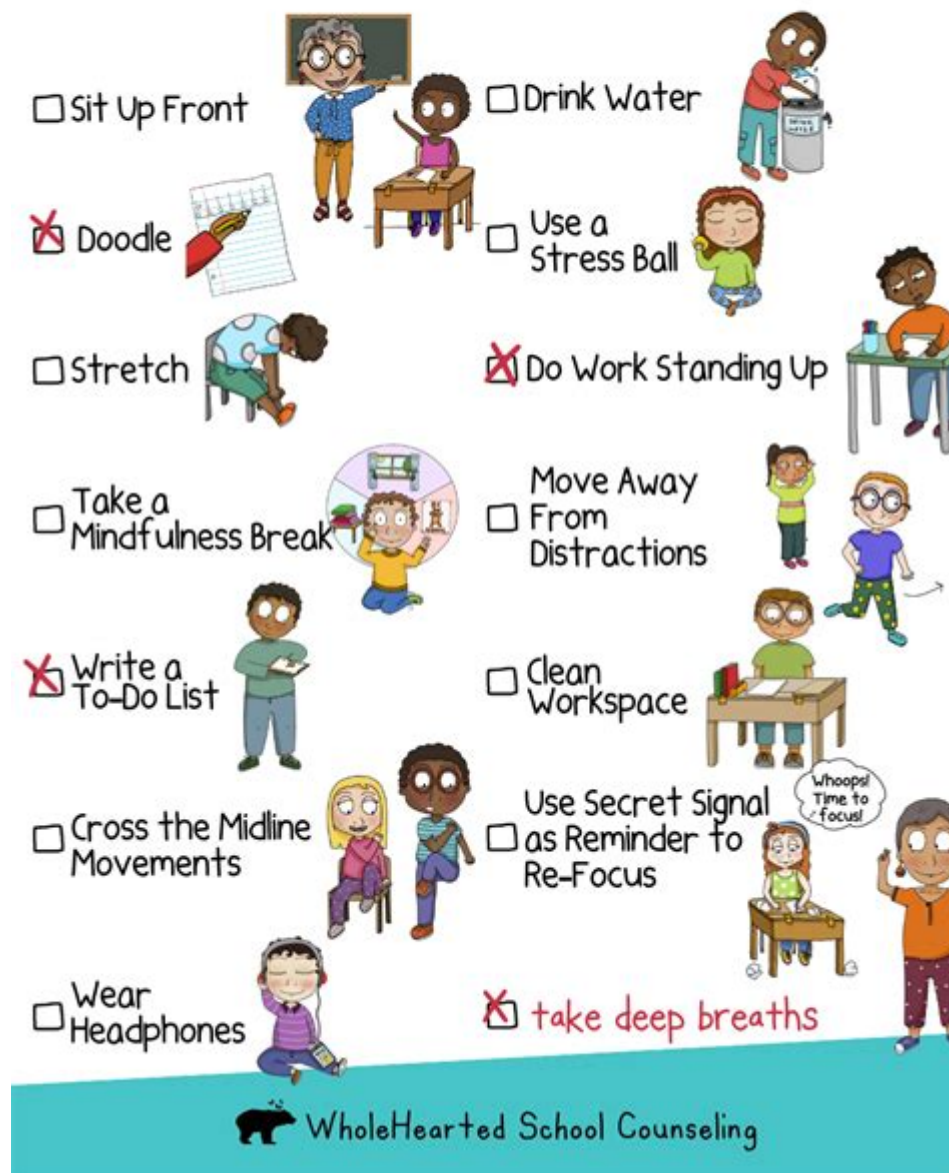 Sit Up Front
Drink Water
DRINK
WATER
Doodle
Use a
Stress Ball
Stretch
Do Work Standing Up
Take a
Mindfulness Break
Move Away
From
Distractions
Write a
To-Do List
Clean
Workspace
Cross the Midline
Movements
Use Secret Signal
as Reminder to
Re-Focus
Whoops!
Time to
focus!
Wear
Headphones
take deep breaths
WholeHearted School Counseling